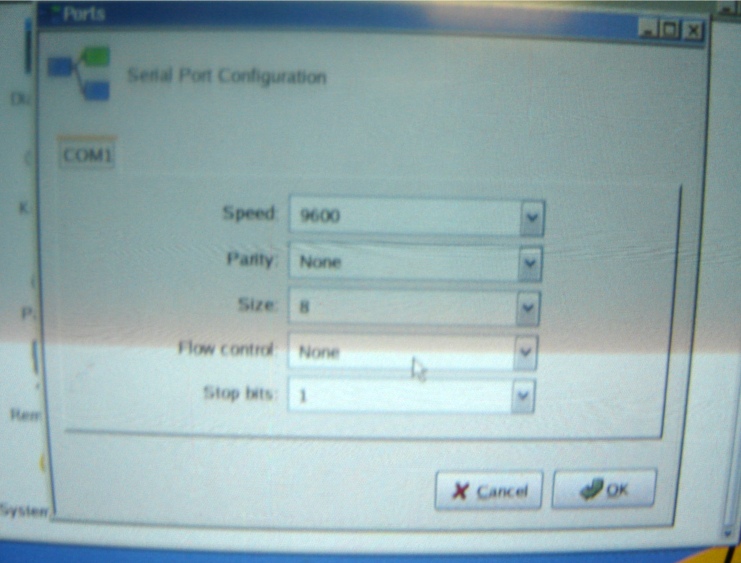 Ports
Serial Port Configuration
COM1
Speed: 9600
Parity: None
Size: 8
Flow control: None
Stop bits: 1
Cancel OK
Rem
System